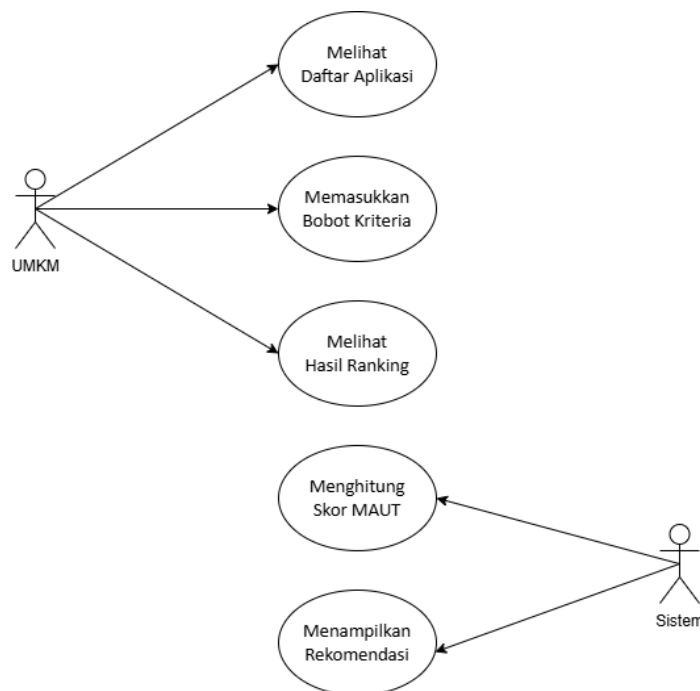 Melihat
Daftar Aplikasi
Memasukkan
Bobot Kriteria
UMKM
Melihat
Hasil Ranking
Menghitung
Skor MAUT
Sistem
Menampilkan
Rekomendasi